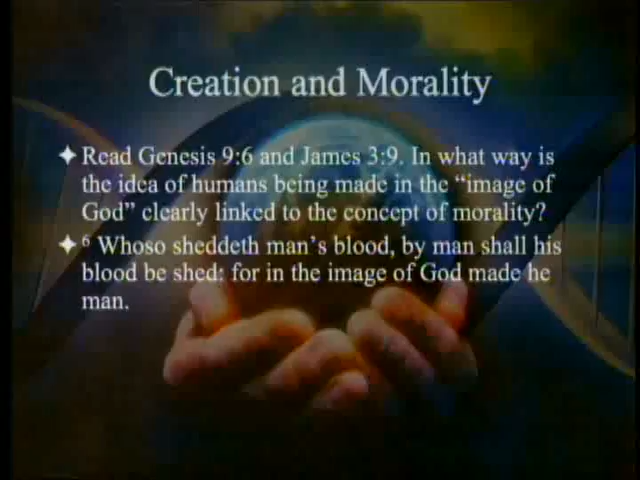 Creation and Morality
Read Genesis 9:6 and James 3:9. In what way is
the idea of humans being made in the “image of
God” clearly linked to the concept of morality?
⁶ Whoso sheddeth man’s blood, by man shall his
blood be shed: for in the image of God made he
man.